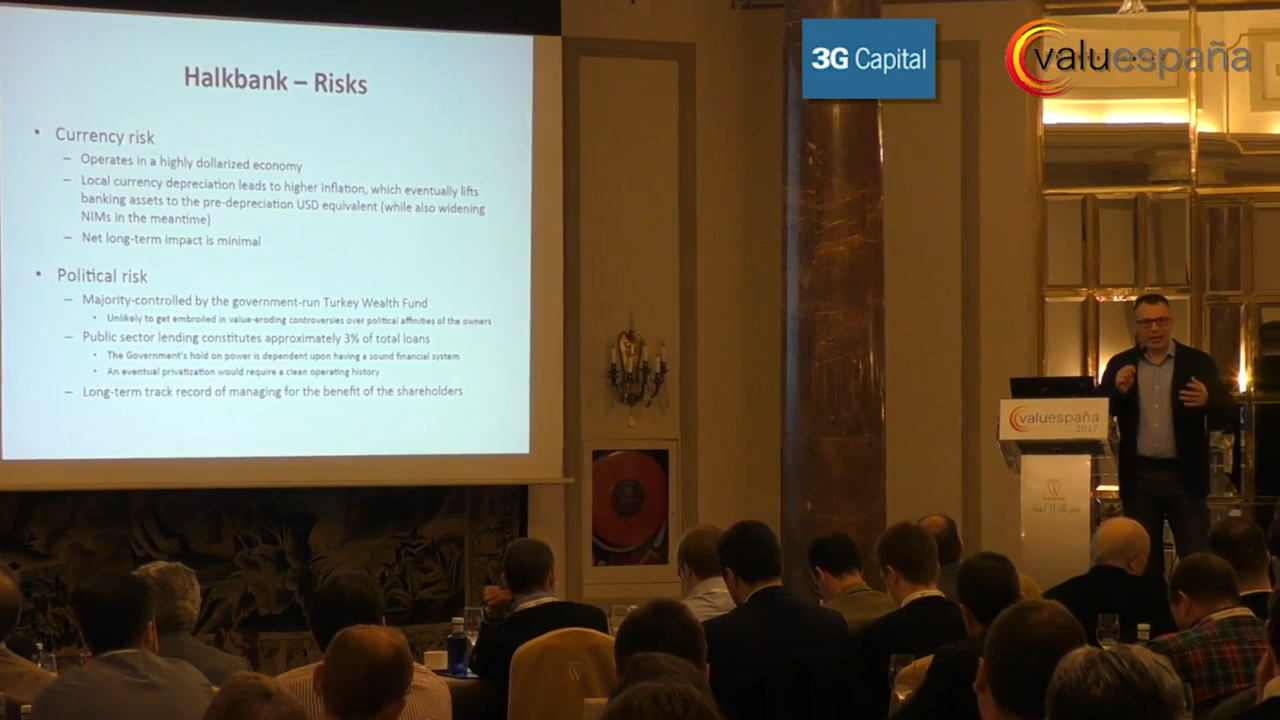 Halkbank – Risks
• Currency risk
– Operates in a highly dollarized economy
– Local currency depreciation leads to higher inflation, which eventually lifts
banking assets to the pre-depreciation USD equivalent (while also widening
NIMs in the meantime)
– Net long-term impact is minimal
• Political risk
– Majority-controlled by the government-run Turkey Wealth Fund
• Unlikely to get embroiled in value-eroding controversies over political affinities of the owners
– Public sector lending constitutes approximately 3% of total loans
• The Government's hold on power is dependent upon having a sound financial system
• An eventual privatization would require a clean operating history
– Long-term track record of managing for the benefit of the shareholders
3G Capital
valuespaña
valuespaña
2017
W
W